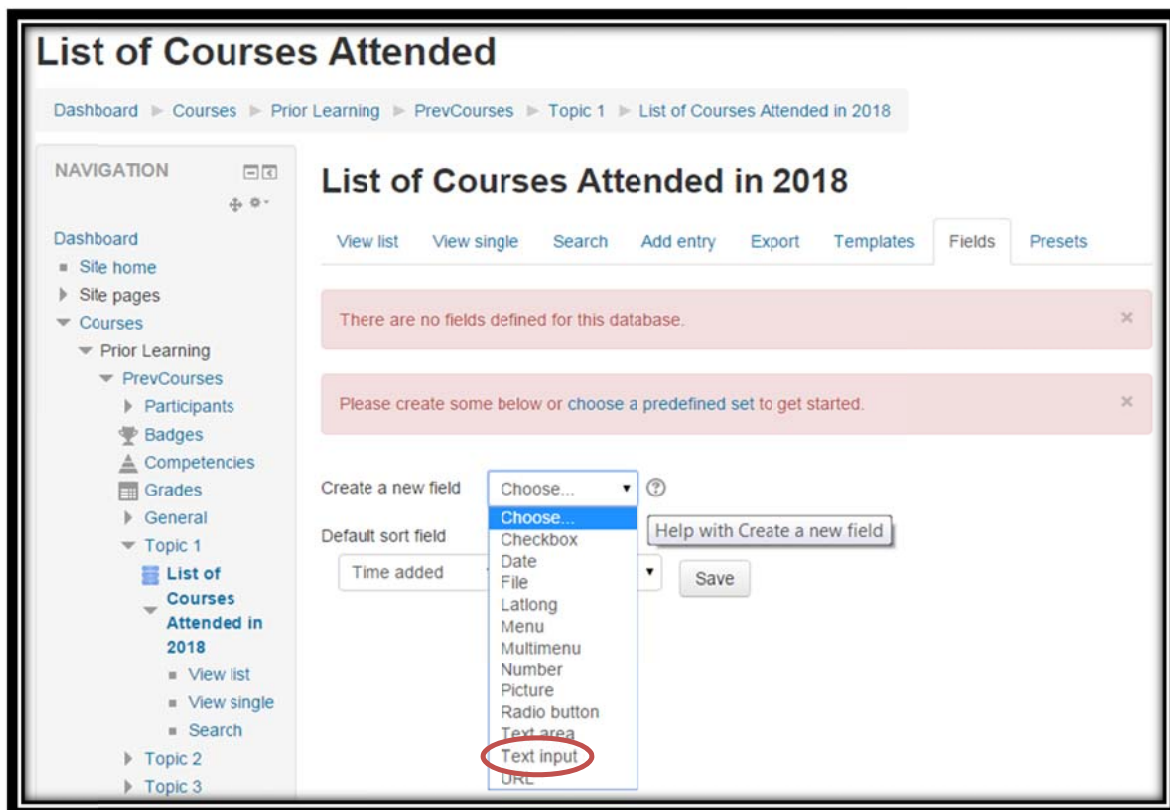 List of Courses Attended
Dashboard Courses Prior Learning PrevCourses Topic 1 List of Courses Attended in 2018
NAVIGATION
Dashboard
Site home
Site pages
Courses
Prior Learning
PrevCourses
Participants
Badges
Competencies
Grades
General
Topic 1
List of
Courses
Attended in
2018
View list
View single
Search
Topic 2
Topic 3
List of Courses Attended in 2018
View list View single Search Add entry Export Templates Fields Presets
There are no fields defined for this database.
Please create some below or choose a predefined set to get started.
Create a new field Choose...
Help with Create a new field
Default sort field
Time added
Save
Choose...
Checkbox
Date
File
Latlong
Menu
Multimenu
Number
Picture
Radio button
Text area
Text input
URL